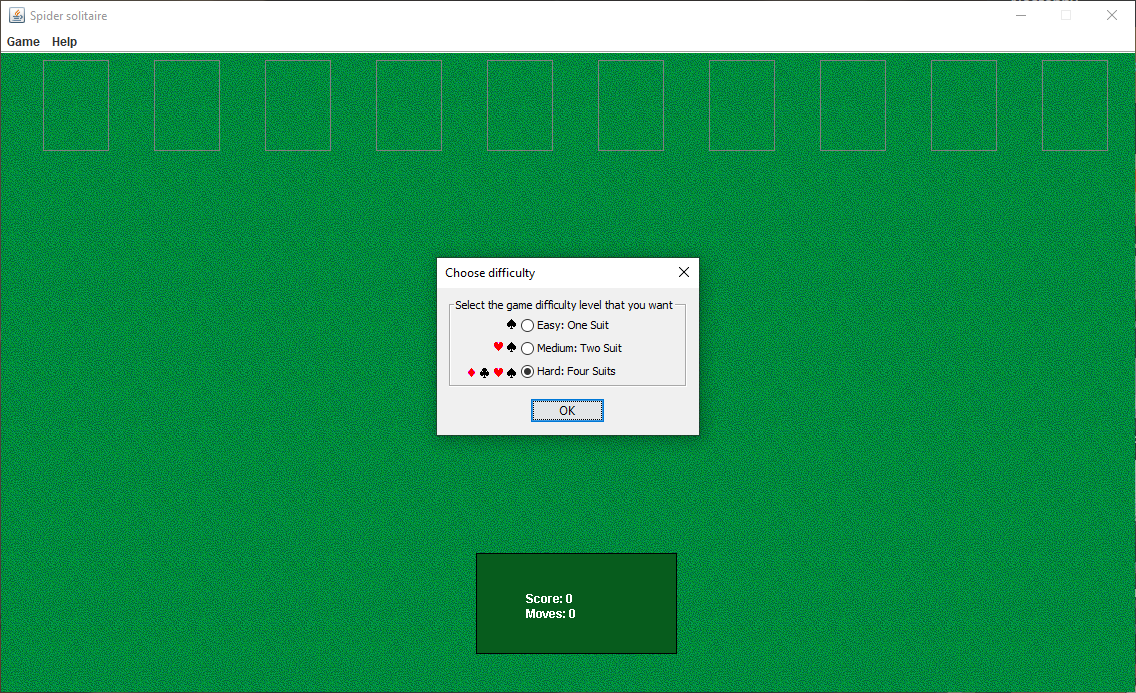 Spider solitaire
Game Help
Choose difficulty
Select the game difficulty level that you want
Easy: One Suit
Medium: Two Suit
Hard: Four Suits
OK
Score: 0
Moves: 0